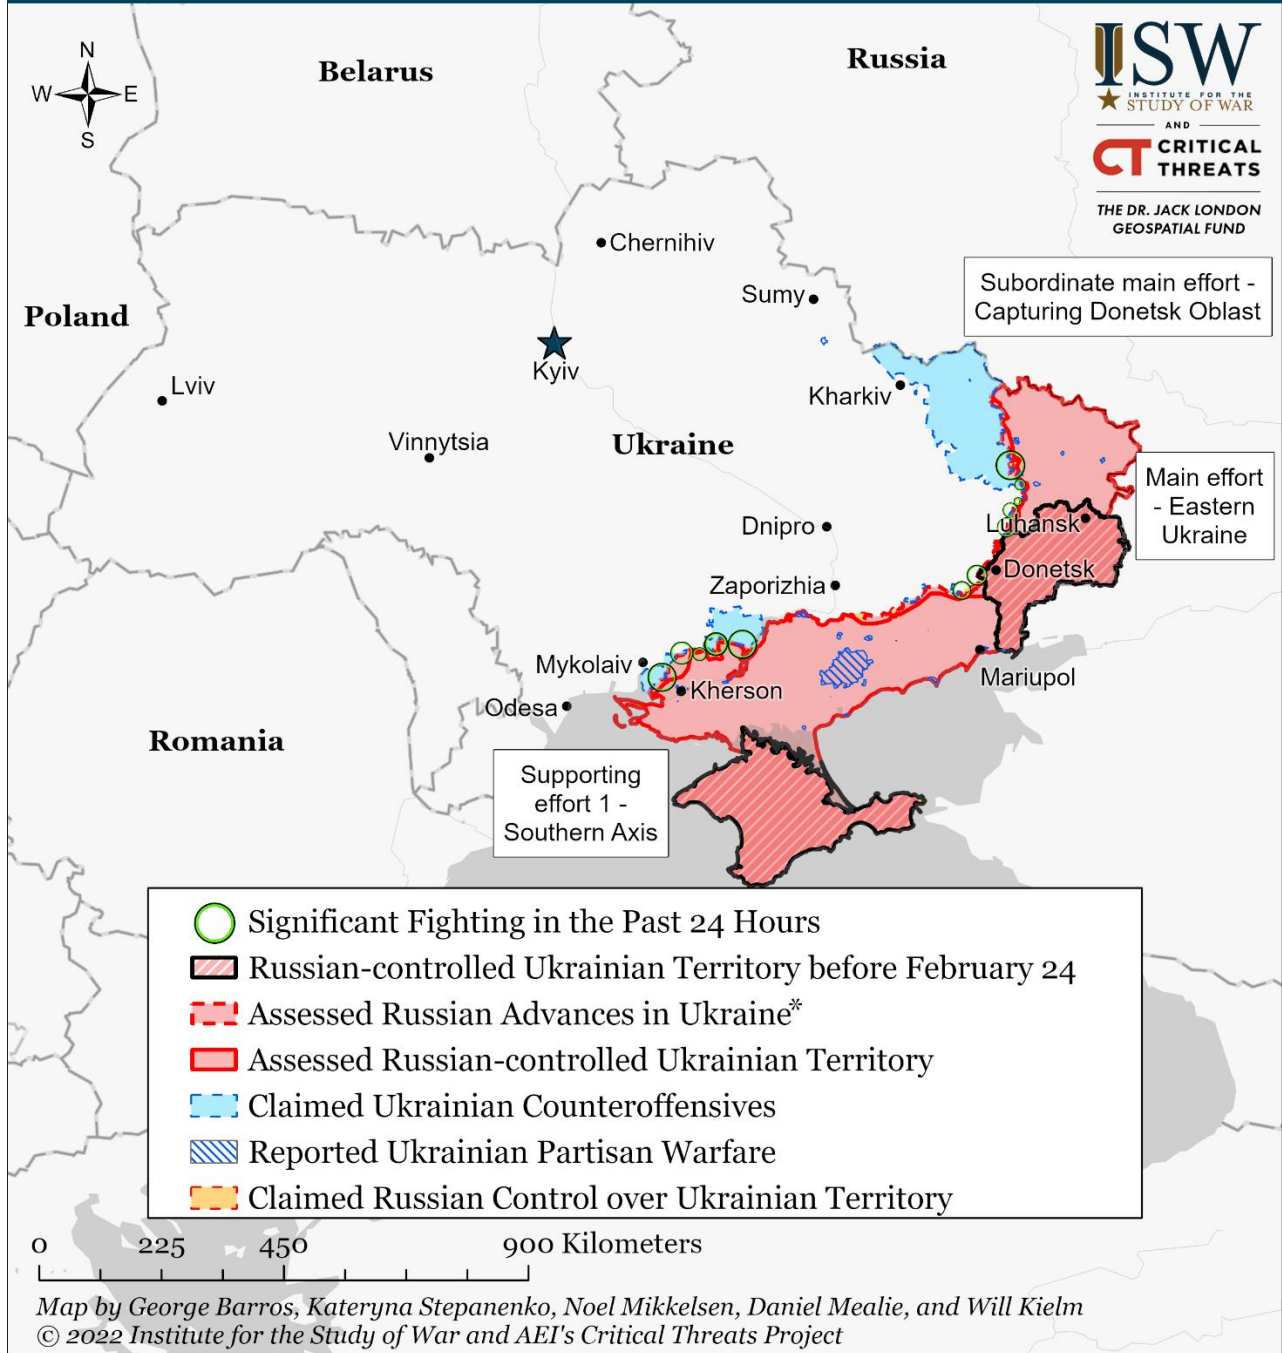 N
W
E
S
Belarus
Russia
ISW
INSTITUTE FOR THE
STUDY OF WAR
AND
CT CRITICAL
THREATS
THE DR. JACK LONDON
GEOSPATIAL FUND
Chernihiv
Sumy
Subordinate main effort -
Capturing Donetsk Oblast
Poland
Kyiv
Lviv
Kharkiv
Vinnytsia
Ukraine
Main effort
- Eastern
Ukraine
Dnipro
Luhansk
Zaporizhia
Donetsk
Mykolaiv
Mariupol
Kherson
Odesa
Romania
Supporting
effort 1 -
Southern Axis
Significant Fighting in the Past 24 Hours
Russian-controlled Ukrainian Territory before February 24
Assessed Russian Advances in Ukraine*
Assessed Russian-controlled Ukrainian Territory
Claimed Ukrainian Counteroffensives
Reported Ukrainian Partisan Warfare
Claimed Russian Control over Ukrainian Territory
0 225 450 900 Kilometers
Map by George Barros, Kateryna Stepanenko, Noel Mikkelsen, Daniel Mealie, and Will Kielm
© 2022 Institute for the Study of War and AEI's Critical Threats Project